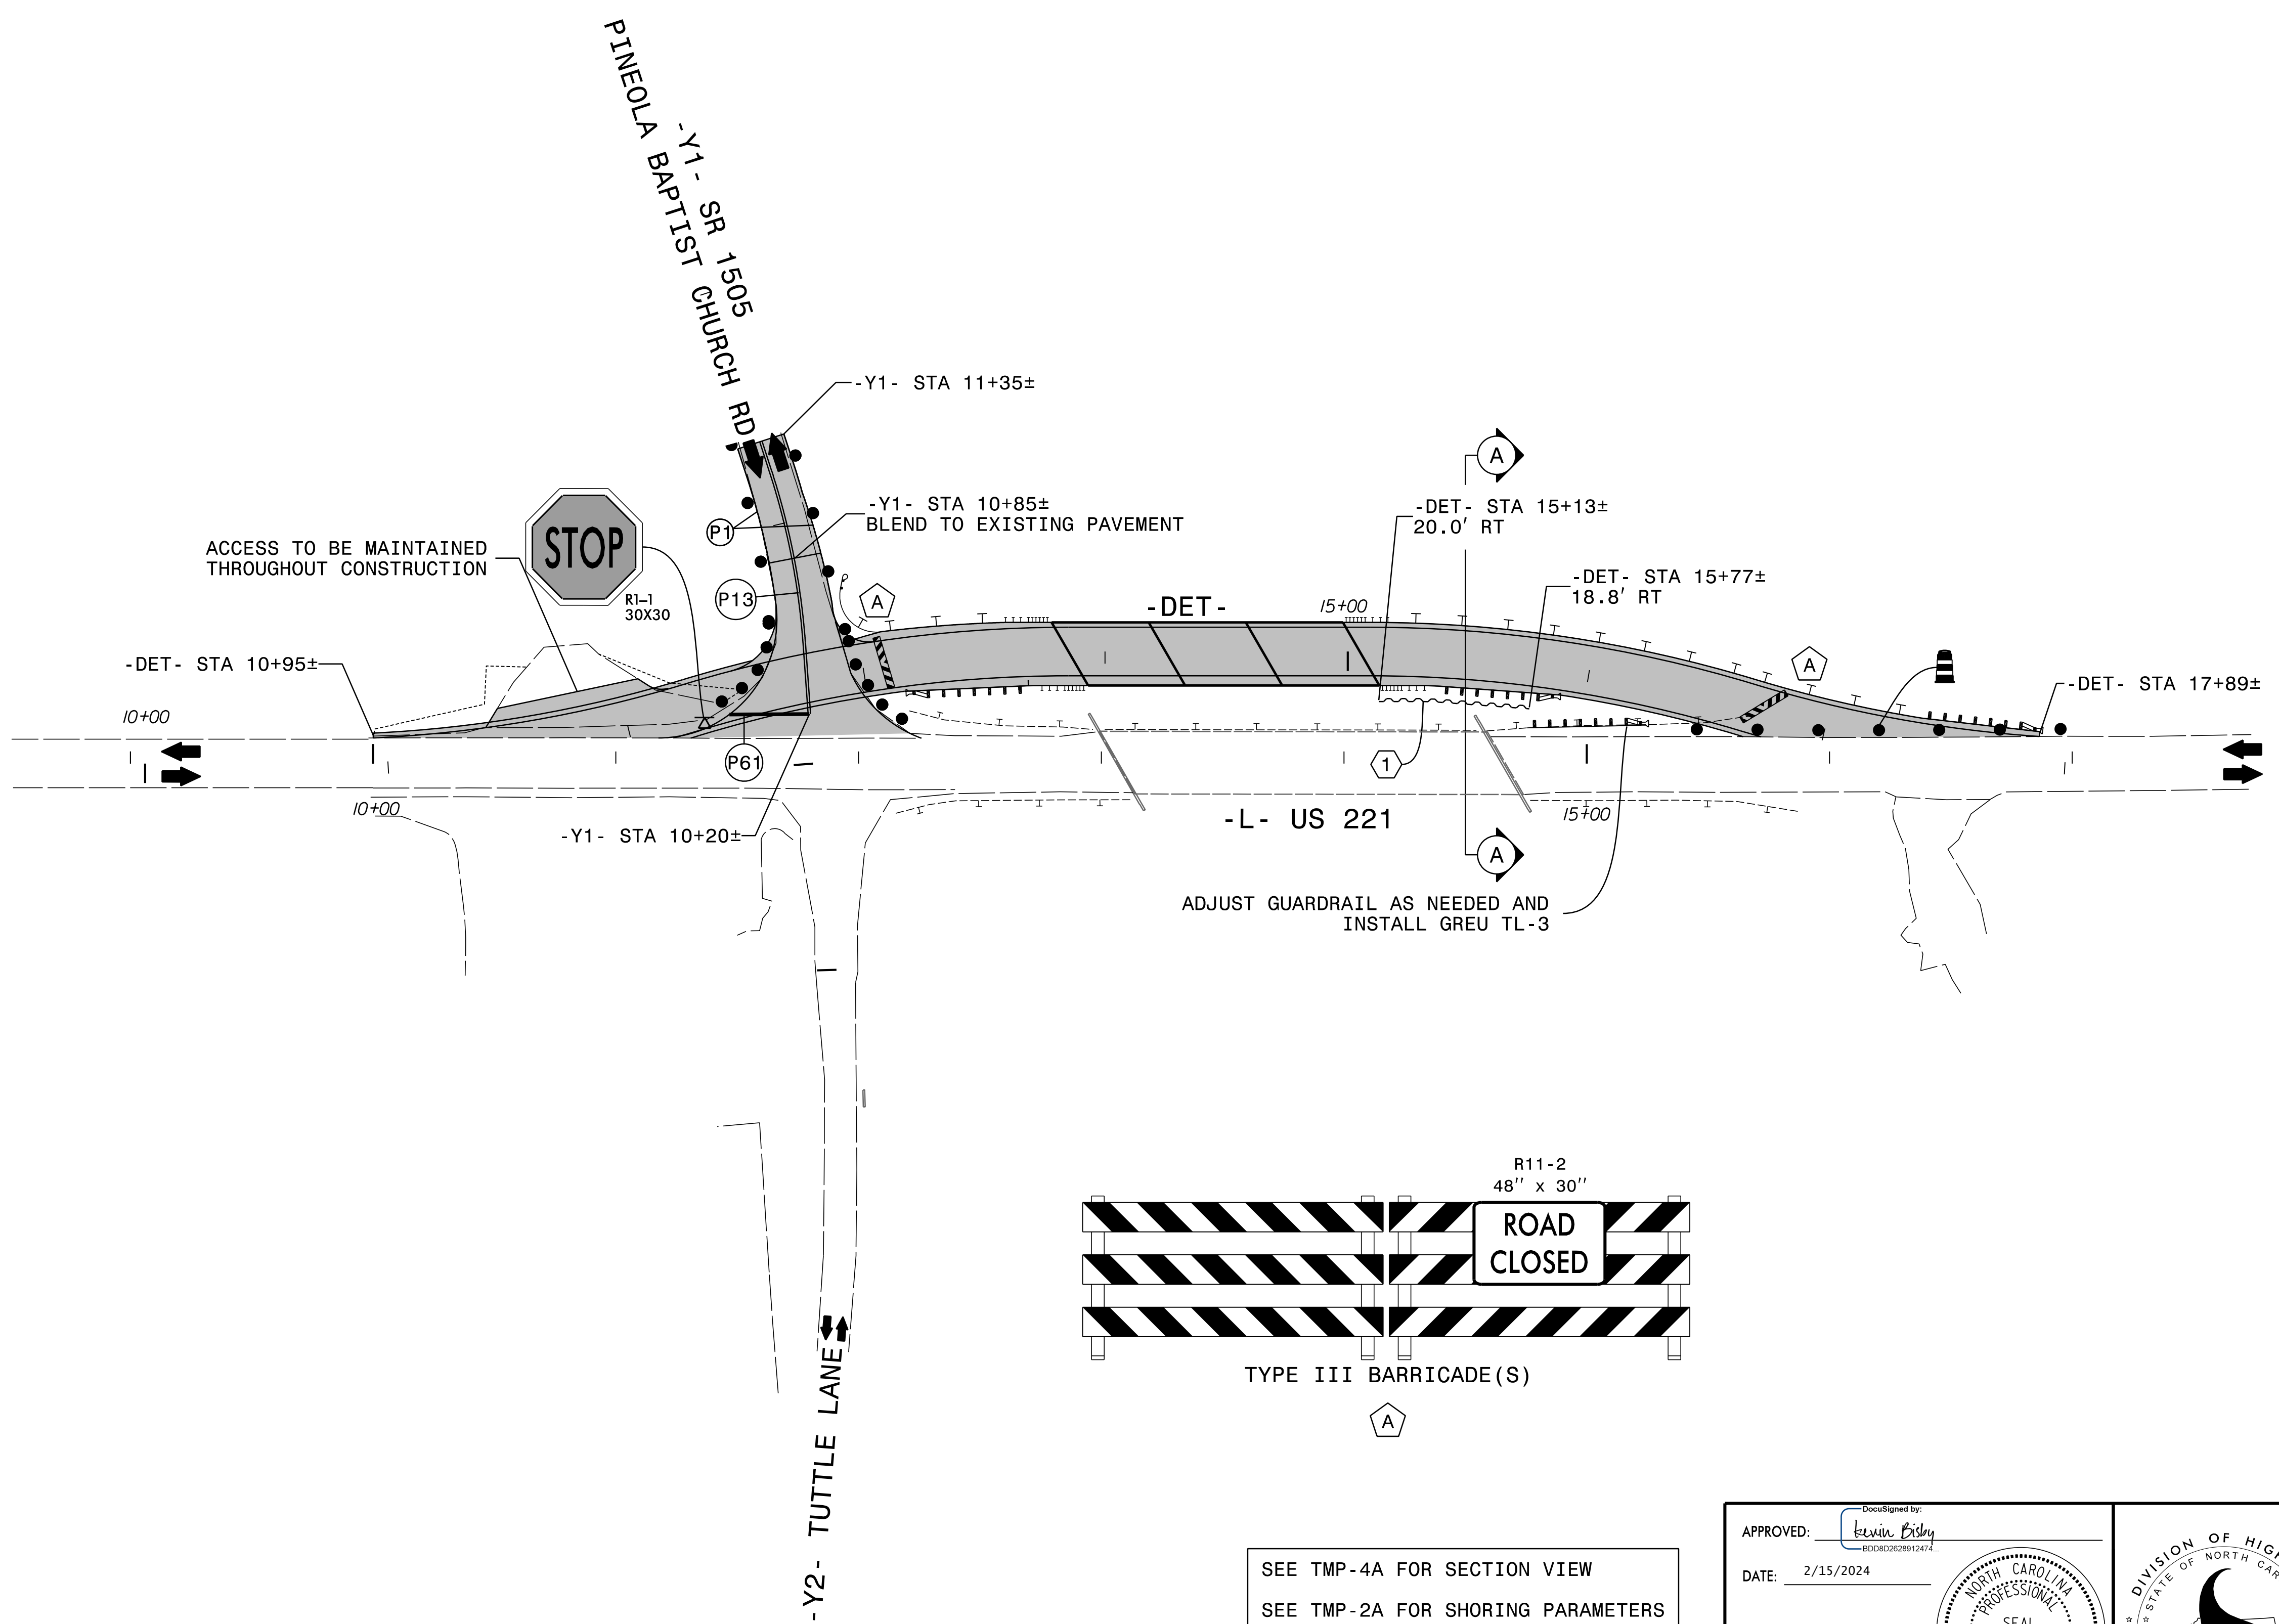 PINEOLA BAPTIST CHURCH RD
-Y1- SR 1505
-Y1- STA 11+35±
-Y1- STA 10+85±
BLEND TO EXISTING PAVEMENT
ACCESS TO BE MAINTAINED
THROUGHOUT CONSTRUCTION
STOP
R1-1
30X30
P1
P13
A
-DET-
15+00
A
-DET- STA 15+13±
20.0' RT
-DET- STA 15+77±
18.8' RT
A
-DET- STA 10+95±
-DET- STA 17+89±
10+00
P61
1
10+00
-Y1- STA 10+20±
-L- US 221
15+00
A
ADJUST GUARDRAIL AS NEEDED AND
INSTALL GREU TL-3
-Y2- TUTTLE LANE
R11-2
48" x 30"
ROAD
CLOSED
TYPE III BARRICADE(S)
A
SEE TMP-4A FOR SECTION VIEW
SEE TMP-2A FOR SHORING PARAMETERS
DocuSigned by:
APPROVED: Kevin Bisby
BDD8D2628912474...
DATE: 2/15/2024
NORTH CAROLINA
PROFESSIONAL
SEAL
DIVISION OF HIG
STATE OF NORTH CAR